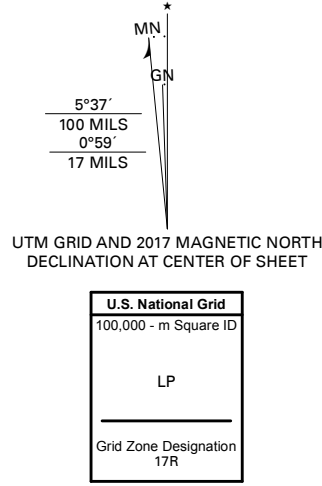 ★
MN
GN
5°37´
100 MILS
0°59´
17 MILS
UTM GRID AND 2017 MAGNETIC NORTH
DECLINATION AT CENTER OF SHEET
U.S. National Grid
100,000 - m Square ID
LP
Grid Zone Designation
17R